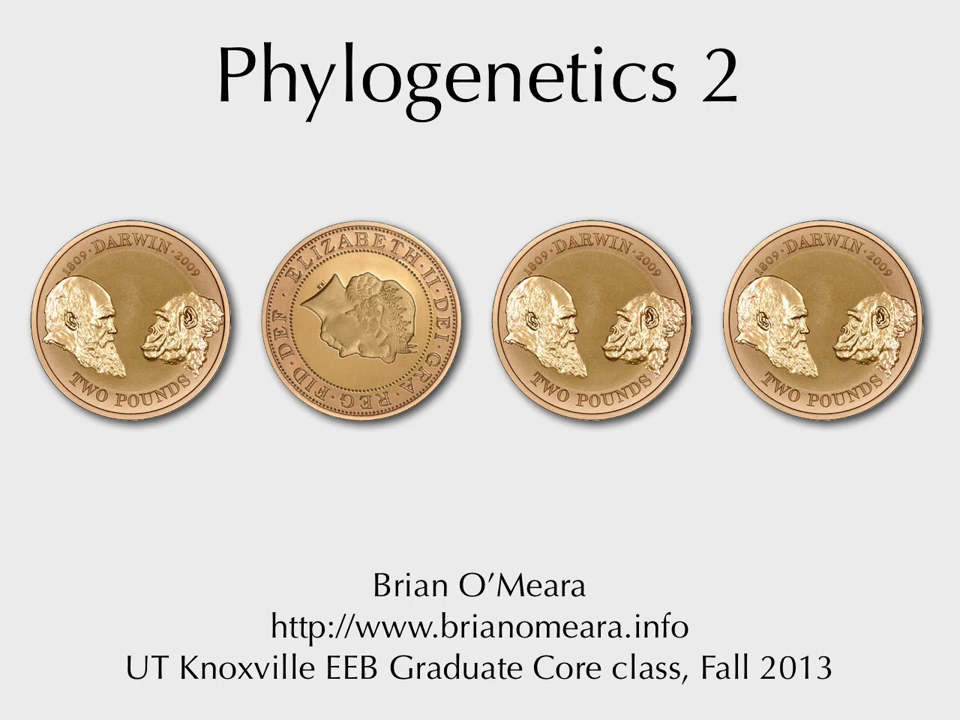 Phylogenetics 2
1809 · DARWIN · 2009
TWO POUNDS
ELIZABETH · II · DEI · GRA · REG · FID · DEF ·
1809 · DARWIN · 2009
TWO POUNDS
1809 · DARWIN · 2009
TWO POUNDS
Brian O’Meara
http://www.brianomeara.info
UT Knoxville EEB Graduate Core class, Fall 2013